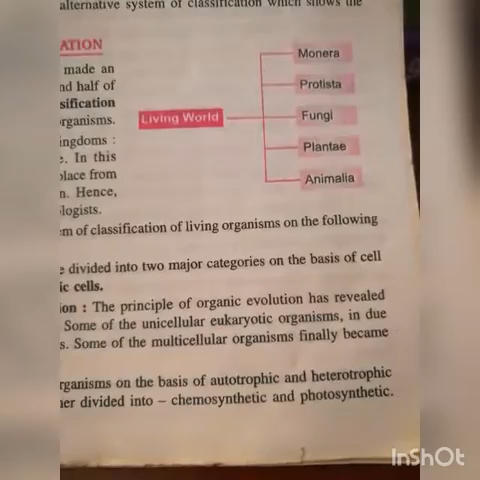 alternative system of classification which shows the
ATION
made an
nd half of
sification
organisms.
ingdoms :
e. In this
place from
n. Hence,
logists.
Living World
Monera
Protista
Fungi
Plantae
Animalia
em of classification of living organisms on the following
e divided into two major categories on the basis of cell
ic cells.
ion : The principle of organic evolution has revealed
Some of the unicellular eukaryotic organisms, in due
s. Some of the multicellular organisms finally became
rganisms on the basis of autotrophic and heterotrophic
her divided into – chemosynthetic and photosynthetic.
InShOt